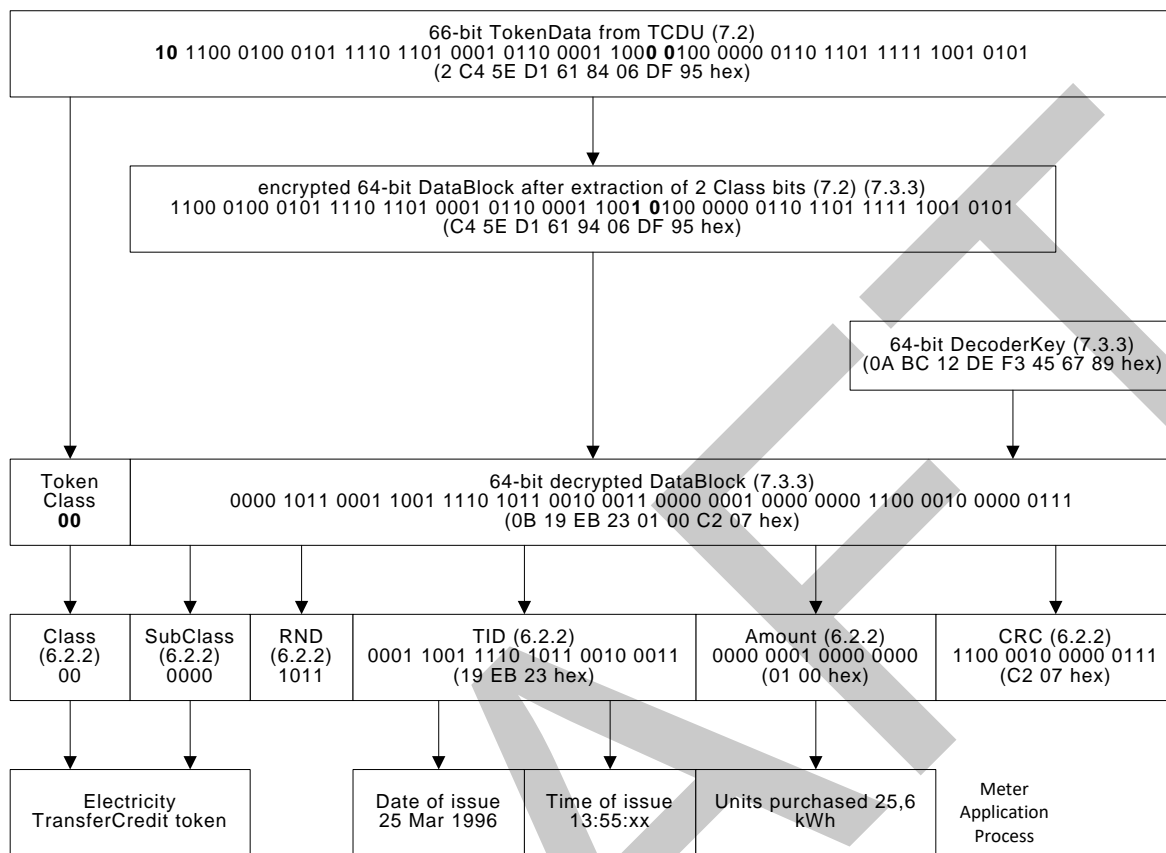 66-bit TokenData from TCDU (7.2)
10 1100 0100 0101 1110 1101 0001 0110 0001 1000 0100 0000 0110 1101 1111 1001 0101
(2 C4 5E D1 61 84 06 DF 95 hex)
encrypted 64-bit DataBlock after extraction of 2 Class bits (7.2) (7.3.3)
1100 0100 0101 1110 1101 0001 0110 0001 1001 0100 0000 0110 1101 1111 1001 0101
(C4 5E D1 61 94 06 DF 95 hex)
64-bit DecoderKey (7.3.3)
(0A BC 12 DE F3 45 67 89 hex)
Token
Class
00
64-bit decrypted DataBlock (7.3.3)
0000 1011 0001 1001 1110 1011 0010 0011 0000 0001 0000 0000 1100 0010 0000 0111
(0B 19 EB 23 01 00 C2 07 hex)
Class
(6.2.2)
00
SubClass
(6.2.2)
0000
RND
(6.2.2)
1011
TID (6.2.2)
0001 1001 1110 1011 0010 0011
(19 EB 23 hex)
Amount (6.2.2)
0000 0001 0000 0000
(01 00 hex)
CRC (6.2.2)
1100 0010 0000 0111
(C2 07 hex)
Electricity
TransferCredit token
Date of issue
25 Mar 1996
Time of issue
13:55:xx
Units purchased 25,6
kWh
Meter
Application
Process
AFT